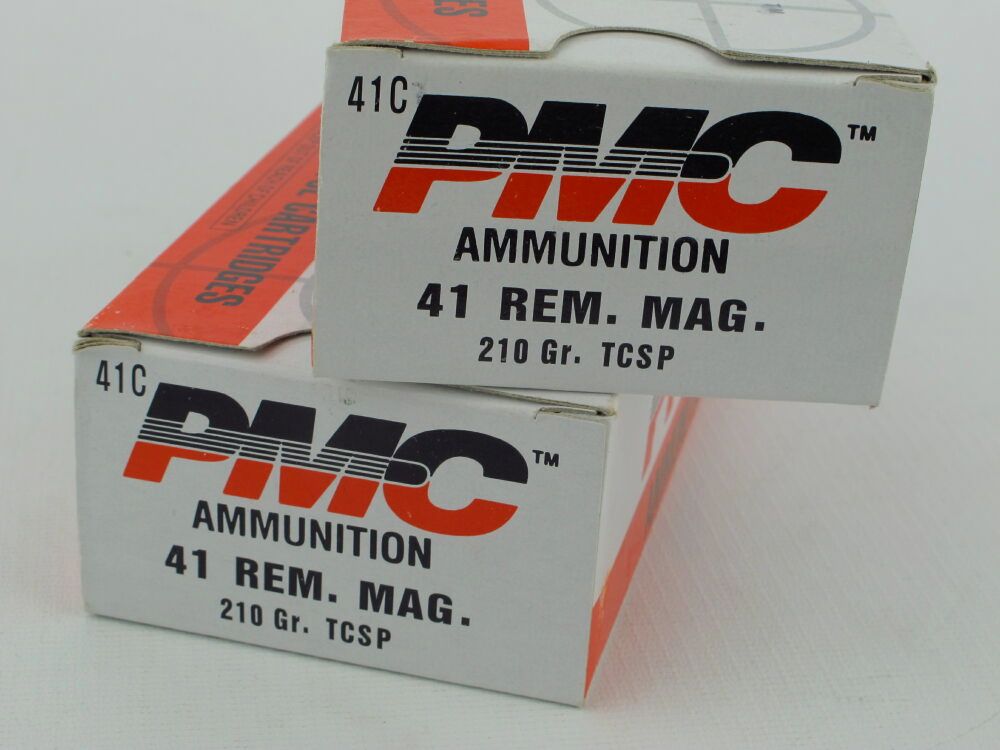 41C
PMC™
AMMUNITION
41 REM. MAG.
210 Gr. TCSP
CARTRIDGES
41C
PMC™
AMMUNITION
41 REM. MAG.
210 Gr. TCSP